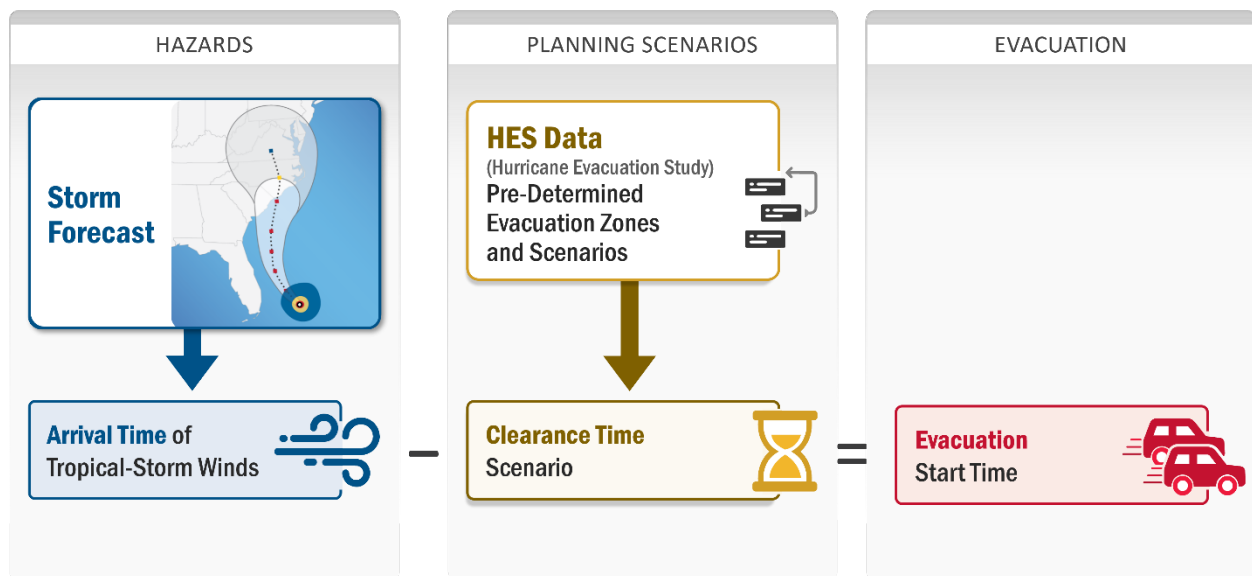 HAZARDS
PLANNING SCENARIOS
EVACUATION
Storm
Forecast
HES Data
(Hurricane Evacuation Study)
Pre-Determined
Evacuation Zones
and Scenarios
Arrival Time of
Tropical-Storm Winds
–
Clearance Time
Scenario
=
Evacuation
Start Time